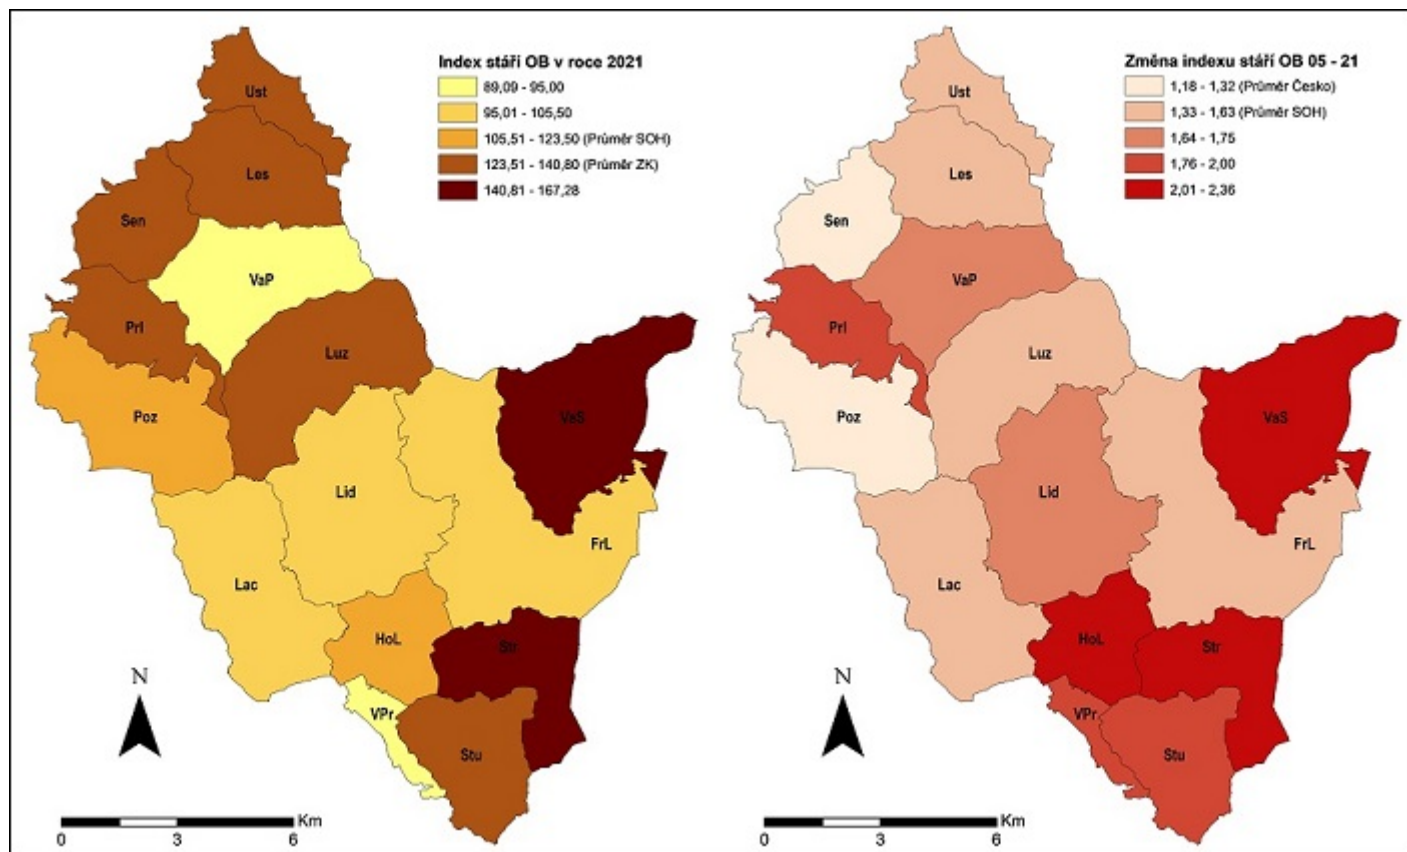 Index stáří OB v roce 2021
89,09 - 95,00
95,01 - 105,50
105,51 - 123,50 (Průměr SOH)
123,51 - 140,80 (Průměr ZK)
140,81 - 167,28
Ust
Les
Sen
VaP
Prl
Luz
Poz
VaS
Lid
FrL
Lac
HoL
Str
VPr
Stu
N
Km
0 3 6
Změna indexu stáří OB 05 - 21
1,18 - 1,32 (Průměr Česko)
1,33 - 1,63 (Průměr SOH)
1,64 - 1,75
1,76 - 2,00
2,01 - 2,36
Ust
Les
Sen
VaP
Prl
Luz
Poz
VaS
Lid
FrL
Lac
HoL
Str
VPr
Stu
N
Km
0 3 6